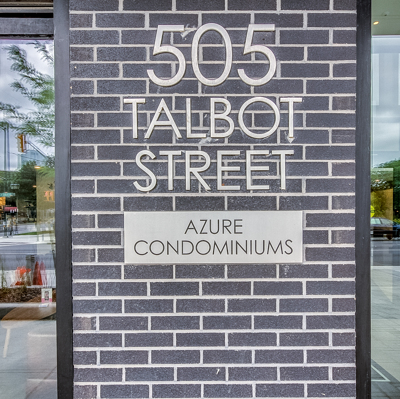 505
TALBOT
STREET
AZURE
CONDOMINIUMS